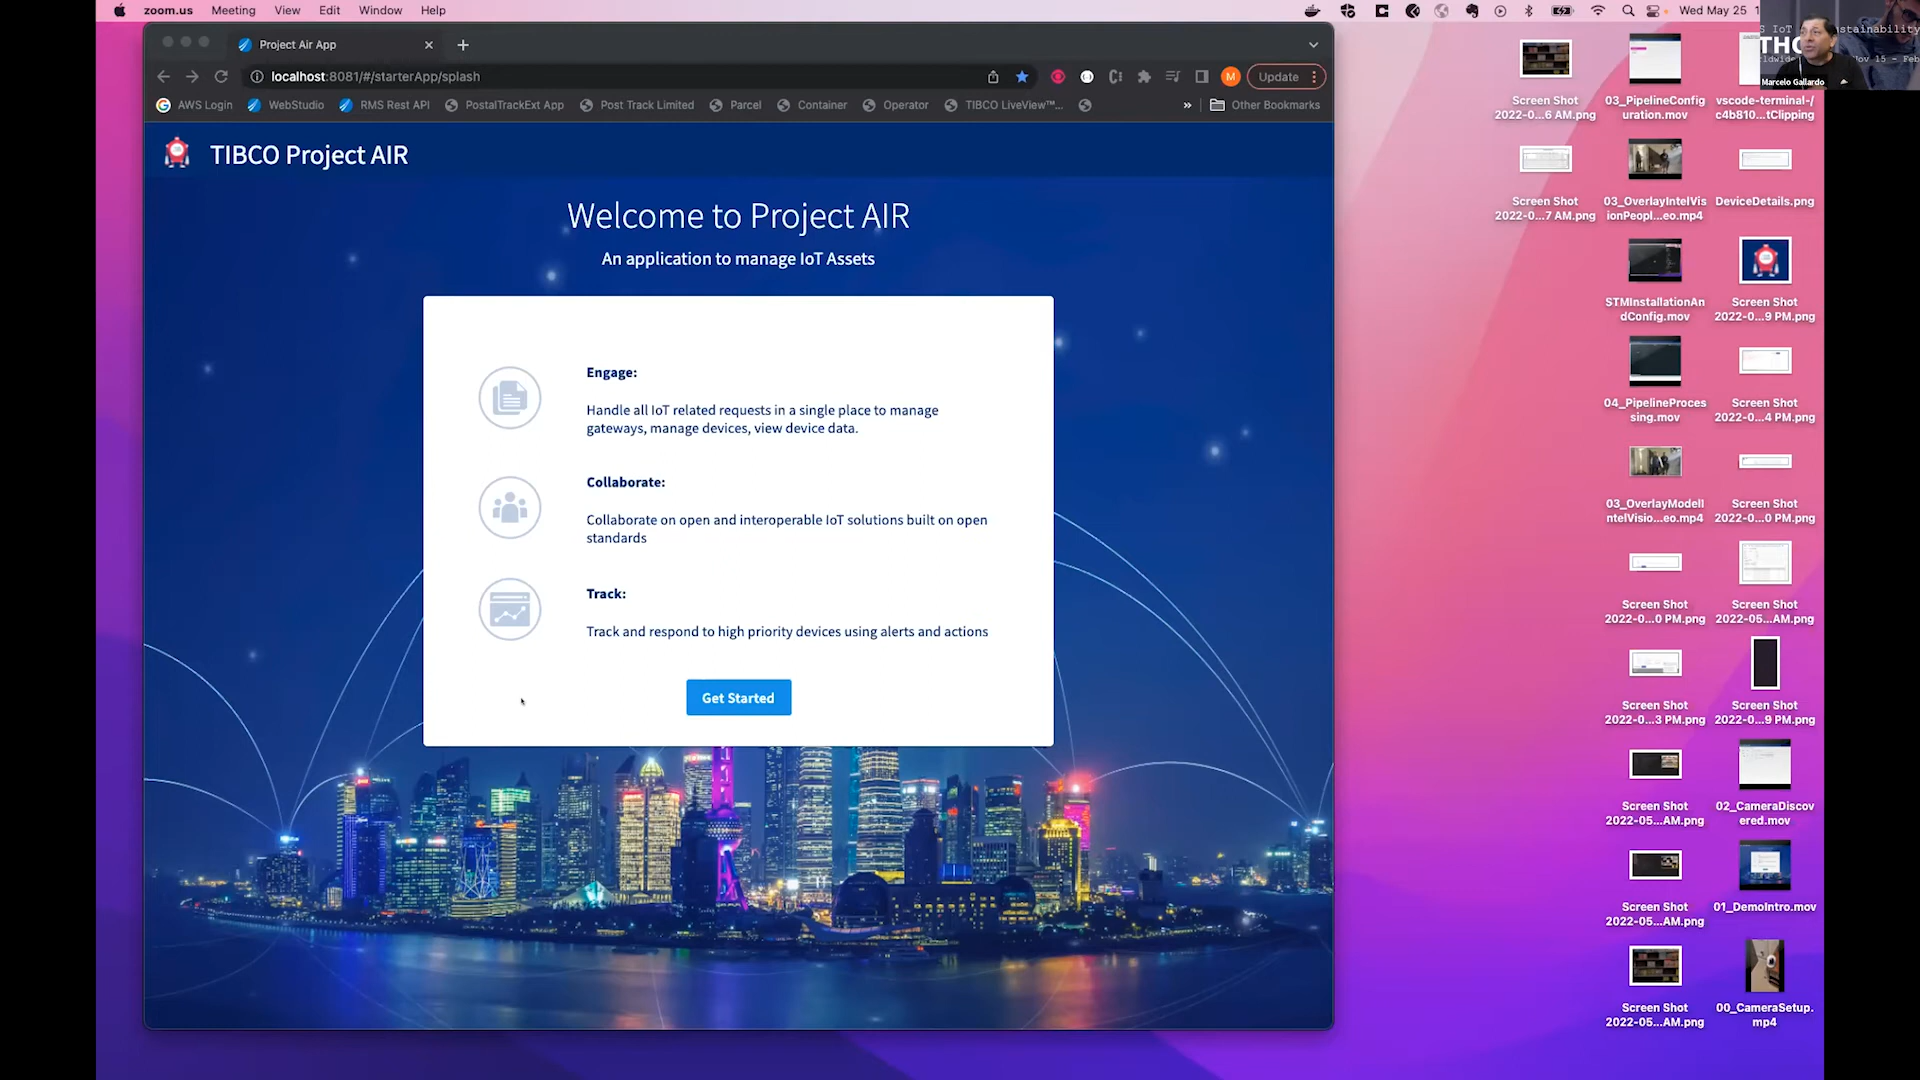 zoom.us Meeting View Edit Window Help
Wed May 25
Project Air App
localhost:8081/#/starterApp/splash
M
Update
AWS Login WebStudio RMS Rest API PostalTrackExt App Post Track Limited Parcel Container Operator TIBCO LiveView™... » Other Bookmarks
TIBCO Project AIR
Welcome to Project AIR
An application to manage IoT Assets
Engage:
Handle all IoT related requests in a single place to manage
gateways, manage devices, view device data.
Collaborate:
Collaborate on open and interoperable IoT solutions built on open
standards
Track:
Track and respond to high priority devices using alerts and actions
Get Started
S IoT
stainability
THO
Marcelo Gallardo
Screen Shot
2022-0...6 AM.png
03_PipelineConfig
uration.mov
vscode-terminal-/
c4b810...tClipping
Screen Shot
2022-0...7 AM.png
03_OverlayIntelVis
ionPeopl...eo.mp4
DeviceDetails.png
STMInstallationAn
dConfig.mov
Screen Shot
2022-0...9 PM.png
04_PipelineProces
sing.mov
Screen Shot
2022-0...4 PM.png
03_OverlayModelI
ntelVisio...eo.mp4
Screen Shot
2022-0...0 PM.png
Screen Shot
2022-0...0 PM.png
Screen Shot
2022-05...AM.png
Screen Shot
2022-0...3 PM.png
Screen Shot
2022-0...9 PM.png
Screen Shot
2022-05...AM.png
02_CameraDiscov
ered.mov
Screen Shot
2022-05...AM.png
01_DemoIntro.mov
Screen Shot
2022-05...AM.png
00_CameraSetup.
mp4